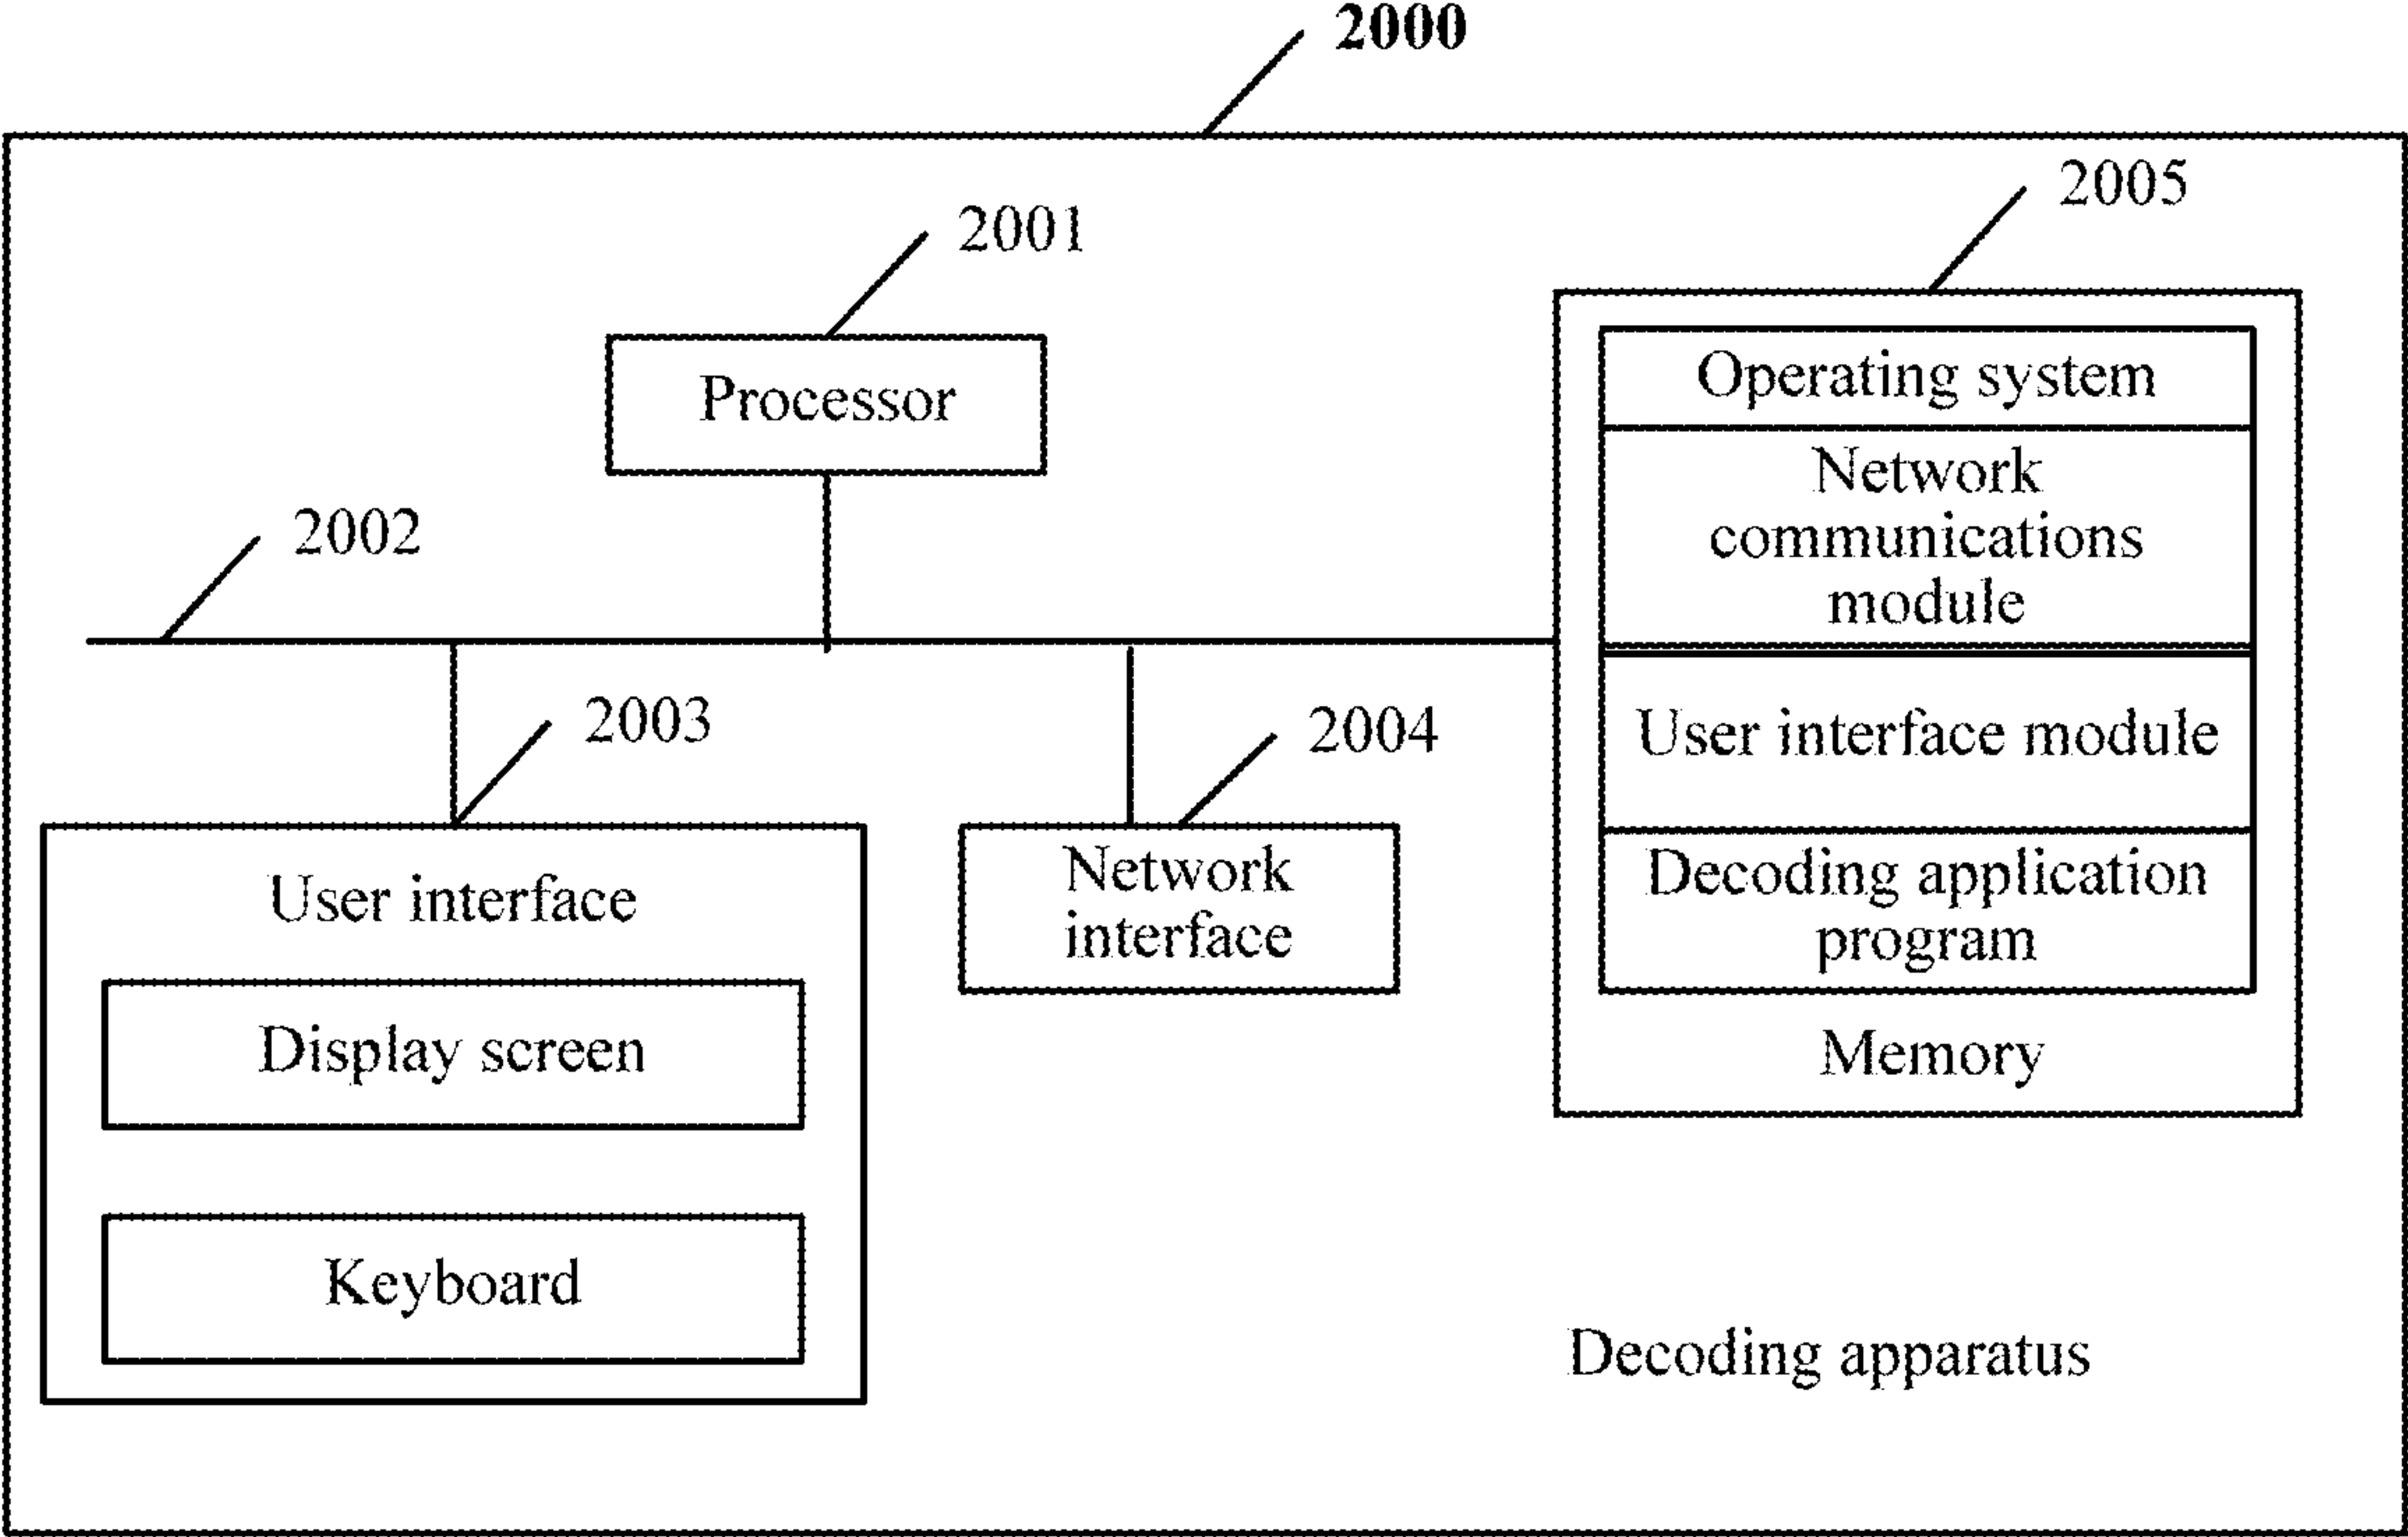 2000
2005
2001
Processor
Operating system
Network
communications
module
2002
2003
2004
User interface module
User interface
Network
interface
Decoding application
program
Display screen
Memory
Keyboard
Decoding apparatus